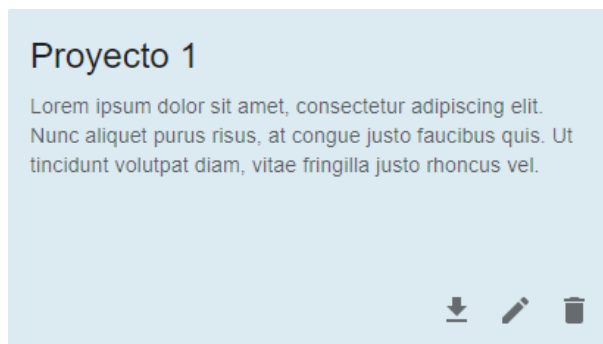 Proyecto 1
Lorem ipsum dolor sit amet, consectetur adipiscing elit.
Nunc aliquet purus risus, at congue justo faucibus quis. Ut
tincidunt volutpat diam, vitae fringilla justo rhoncus vel.